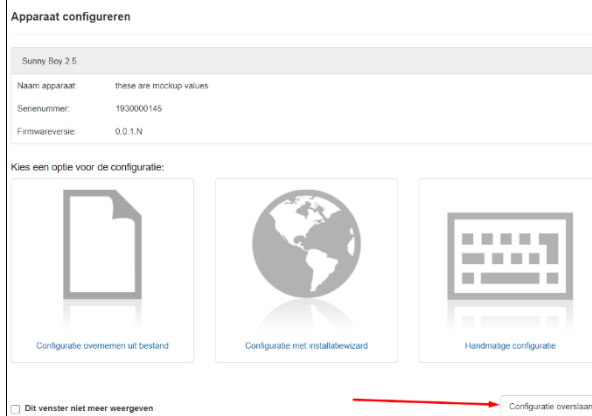 Apparaat configureren
Sunny Boy 2.5
Naam apparaat: these are mockup values
Serienummer: 1930000145
Firmwareversie: 0.0.1.N
Kies een optie voor de configuratie:
Configuratie overnemen uit bestand
Configuratie met installatiewizard
Handmatige configuratie
Dit venster niet meer weergeven
Configuratie overslaan